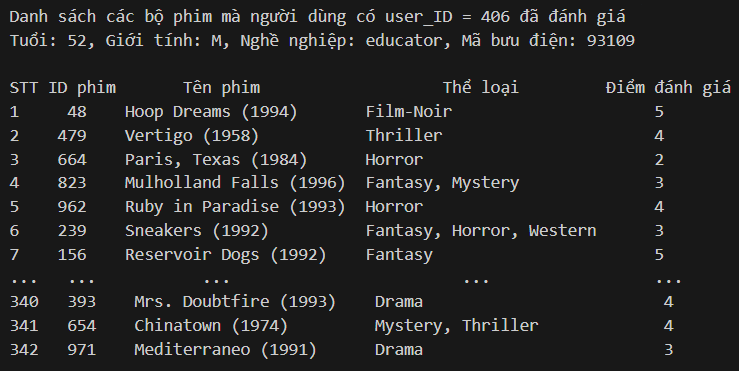 Danh sách các bộ phim mà người dùng có user_ID = 406 đã đánh giá
Tuổi: 52, Giới tính: M, Nghề nghiệp: educator, Mã bưu điện: 93109
STT ID phim Tên phim Thể loại Điểm đánh giá
1 48 Hoop Dreams (1994) Film-Noir 5
2 479 Vertigo (1958) Thriller 4
3 664 Paris, Texas (1984) Horror 2
4 823 Mulholland Falls (1996) Fantasy, Mystery 3
5 962 Ruby in Paradise (1993) Horror 4
6 239 Sneakers (1992) Fantasy, Horror, Western 3
7 156 Reservoir Dogs (1992) Fantasy 5
... ... ... ... ...
340 393 Mrs. Doubtfire (1993) Drama 4
341 654 Chinatown (1974) Mystery, Thriller 4
342 971 Mediterraneo (1991) Drama 3